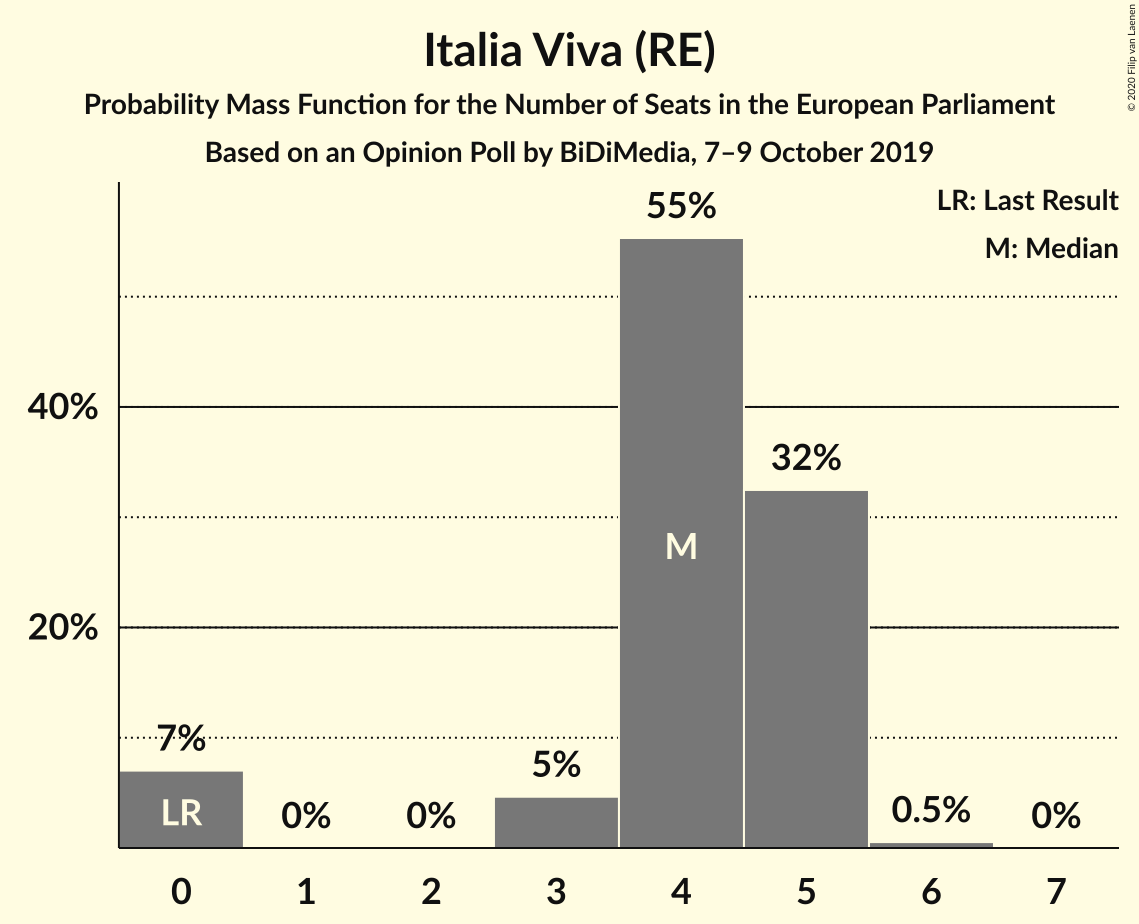 Italia Viva (RE)
Probability Mass Function for the Number of Seats in the European Parliament
Based on an Opinion Poll by BiDiMedia, 7–9 October 2019
© 2020 Filip van Laenen
LR: Last Result
M: Median
55%
40%
32%
M
20%
7%
5%
LR
0%
0%
0.5%
0%
0 1 2 3 4 5 6 7